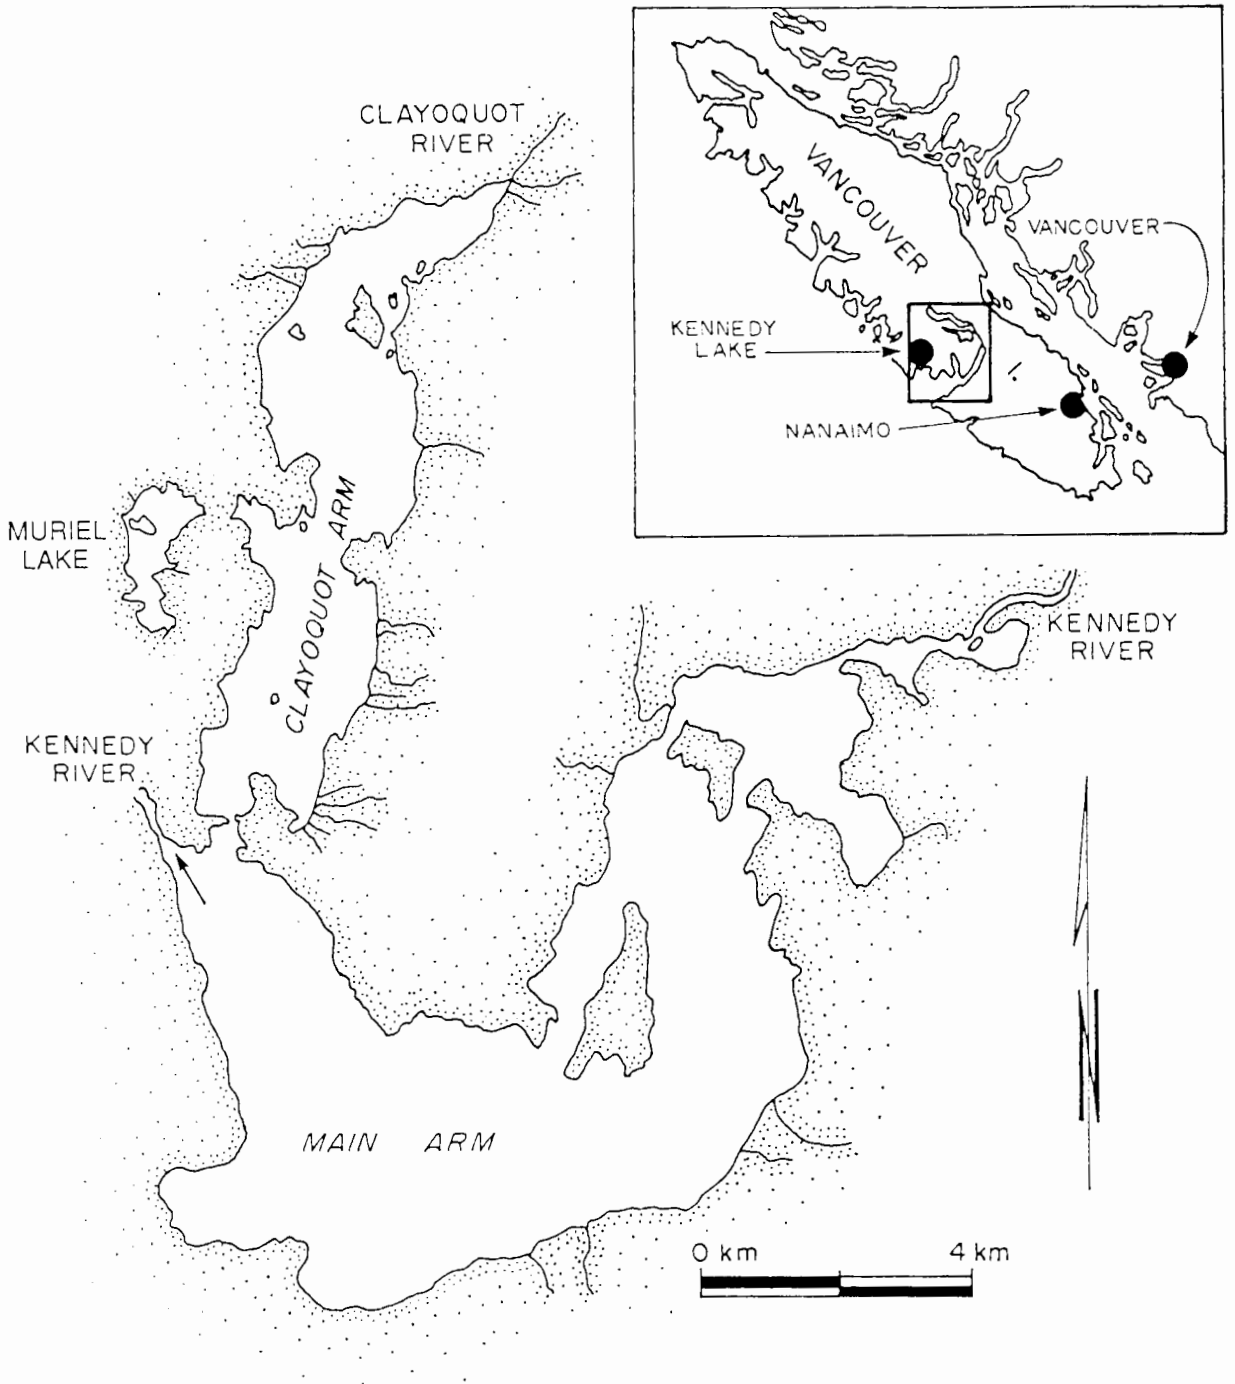 CLAYOQUOT
RIVER
VANCOUVER
VANCOUVER
KENNEDY
LAKE
NANAIMO
CLAYOQUOT ARM
MURIEL
LAKE
KENNEDY
RIVER
KENNEDY
RIVER
MAIN ARM
N
0 km 4 km